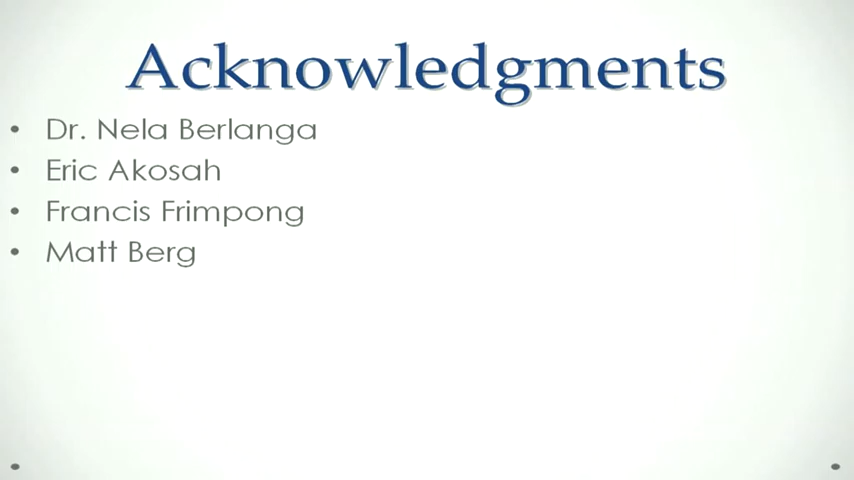 Acknowledgments
• Dr. Nela Berlanga
• Eric Akosah
• Francis Frimpong
• Matt Berg